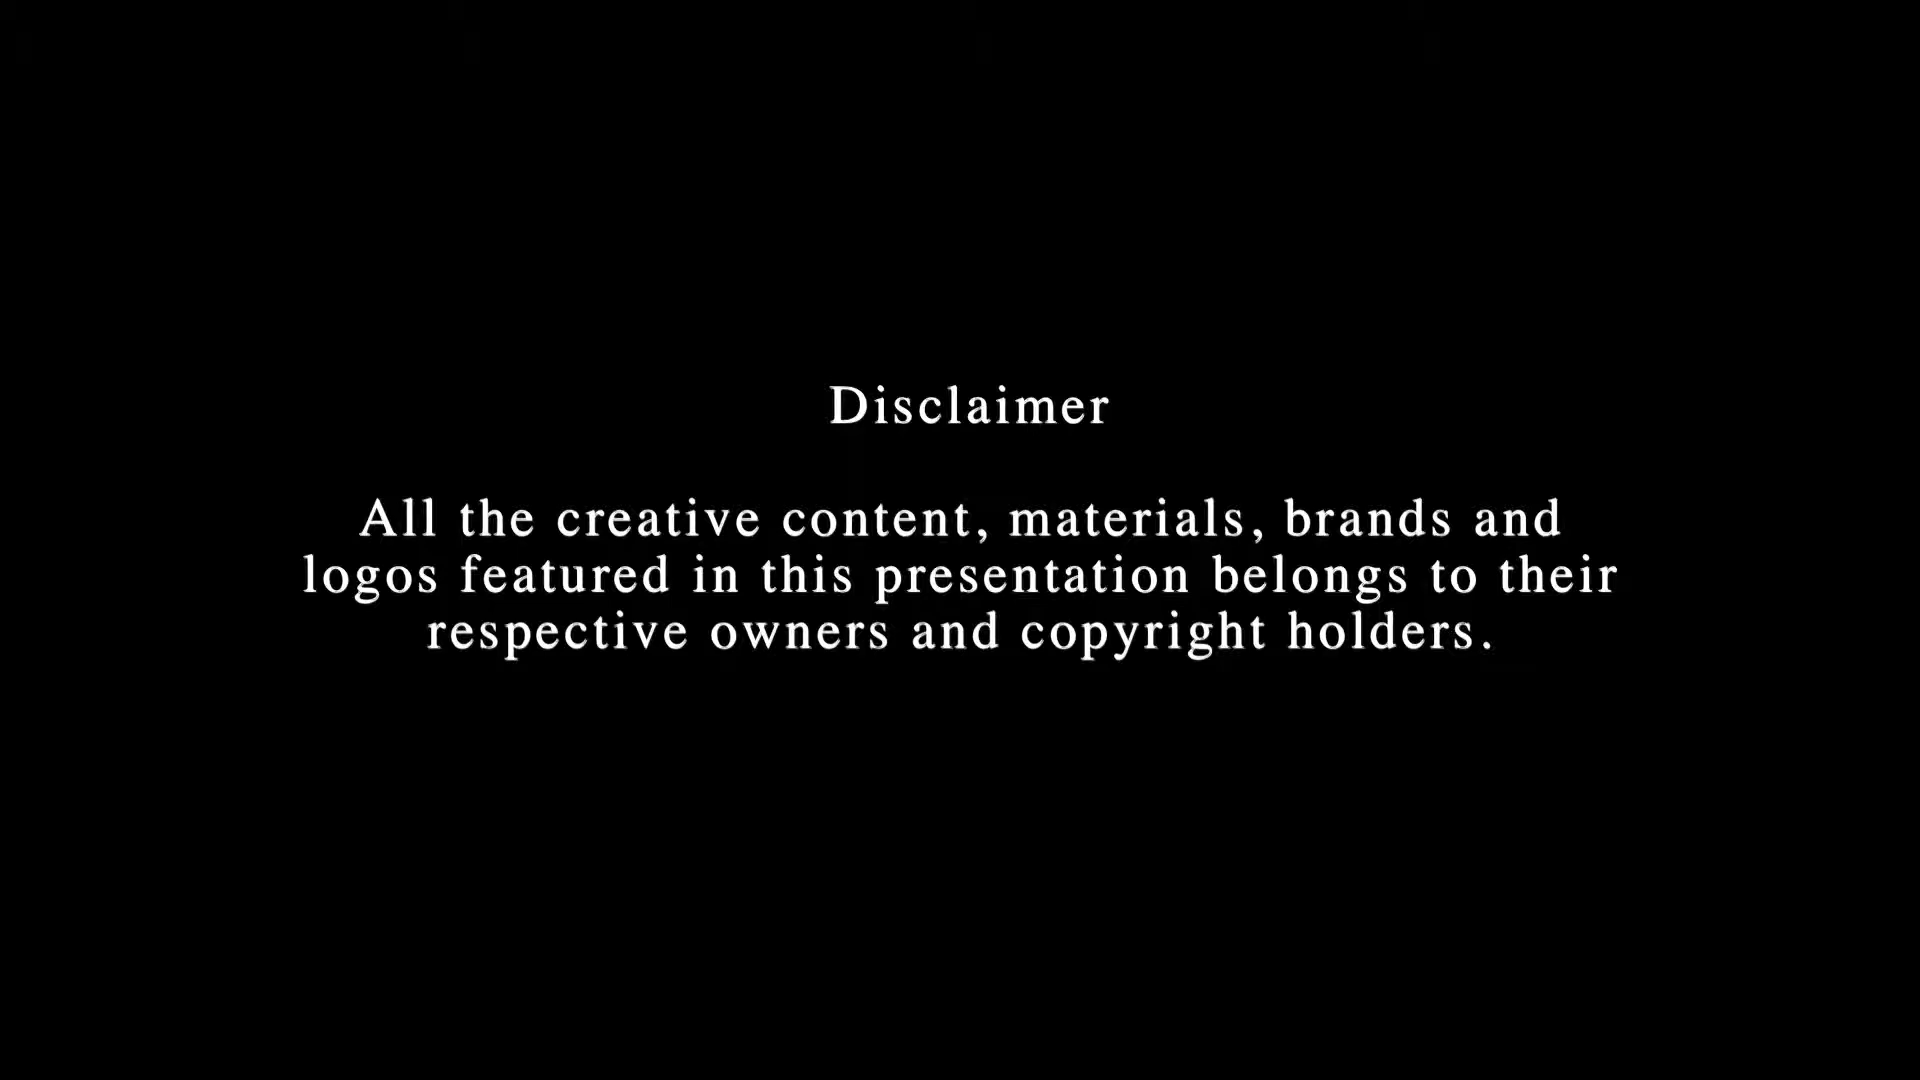 Disclaimer
All the creative content, materials, brands and
logos featured in this presentation belongs to their
respective owners and copyright holders.